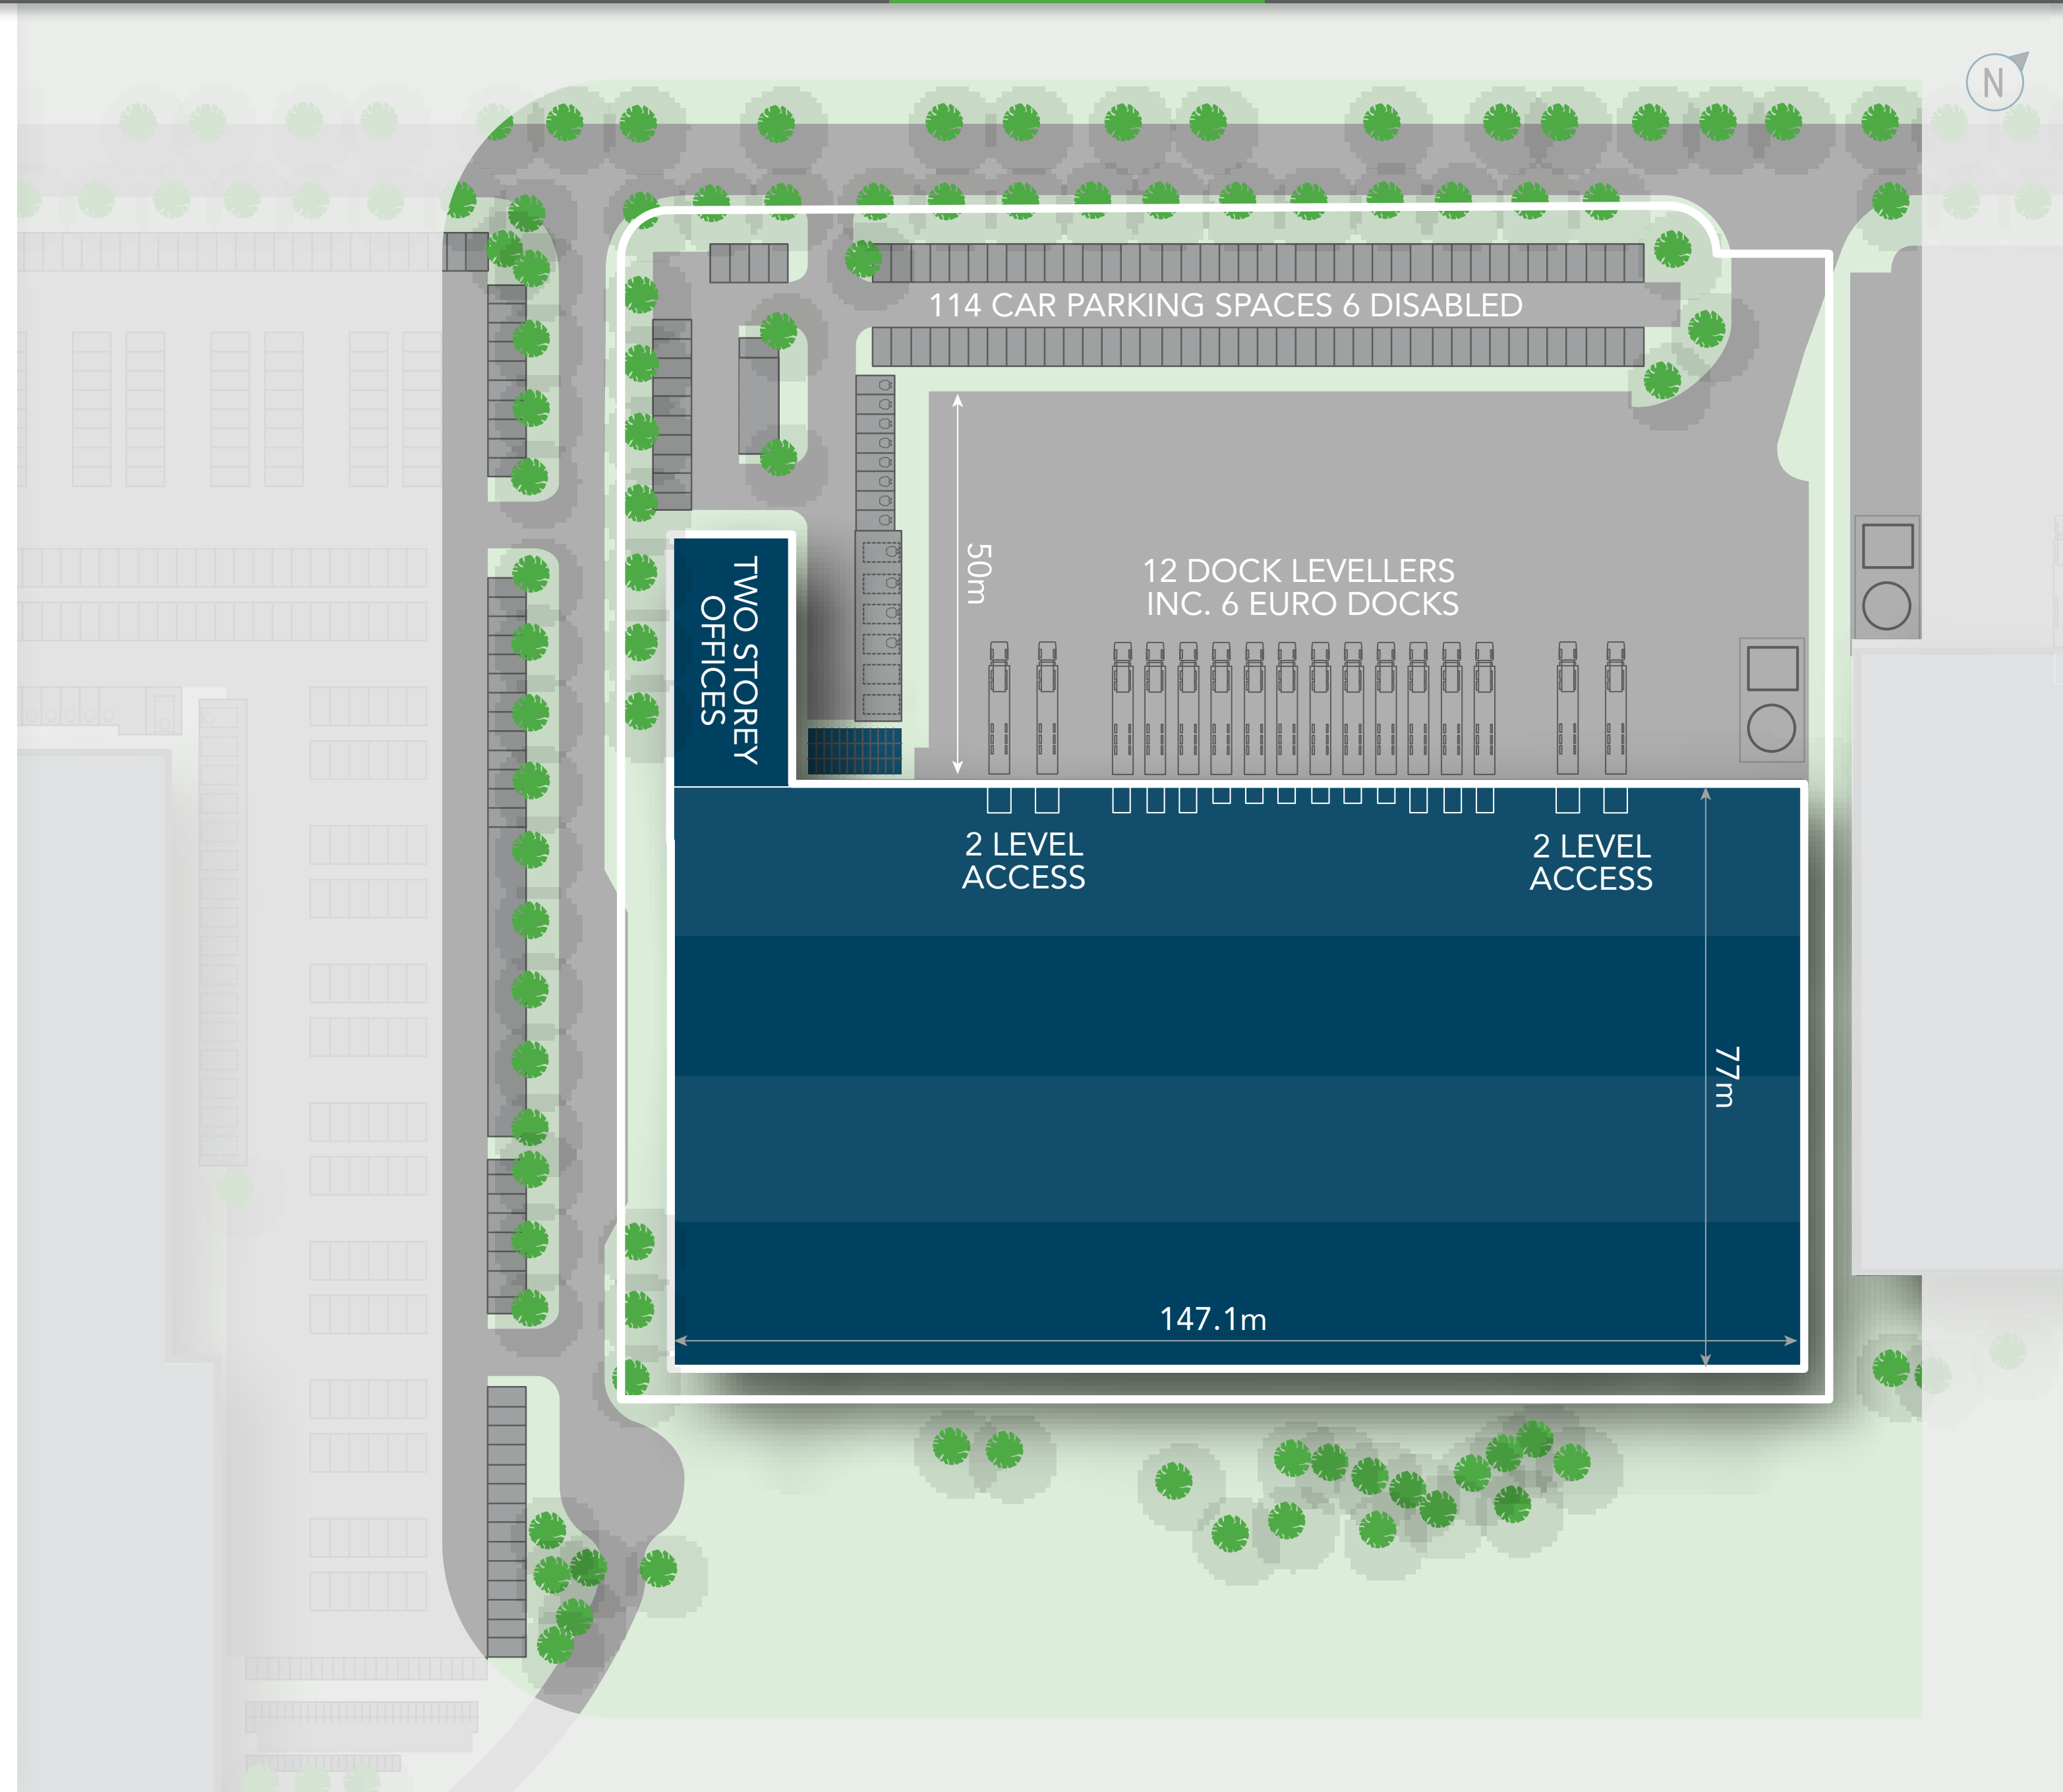 N
114 CAR PARKING SPACES 6 DISABLED
50m
12 DOCK LEVELLERS
INC. 6 EURO DOCKS
TWO STOREY
OFFICES
2 LEVEL
ACCESS
2 LEVEL
ACCESS
77m
147.1m